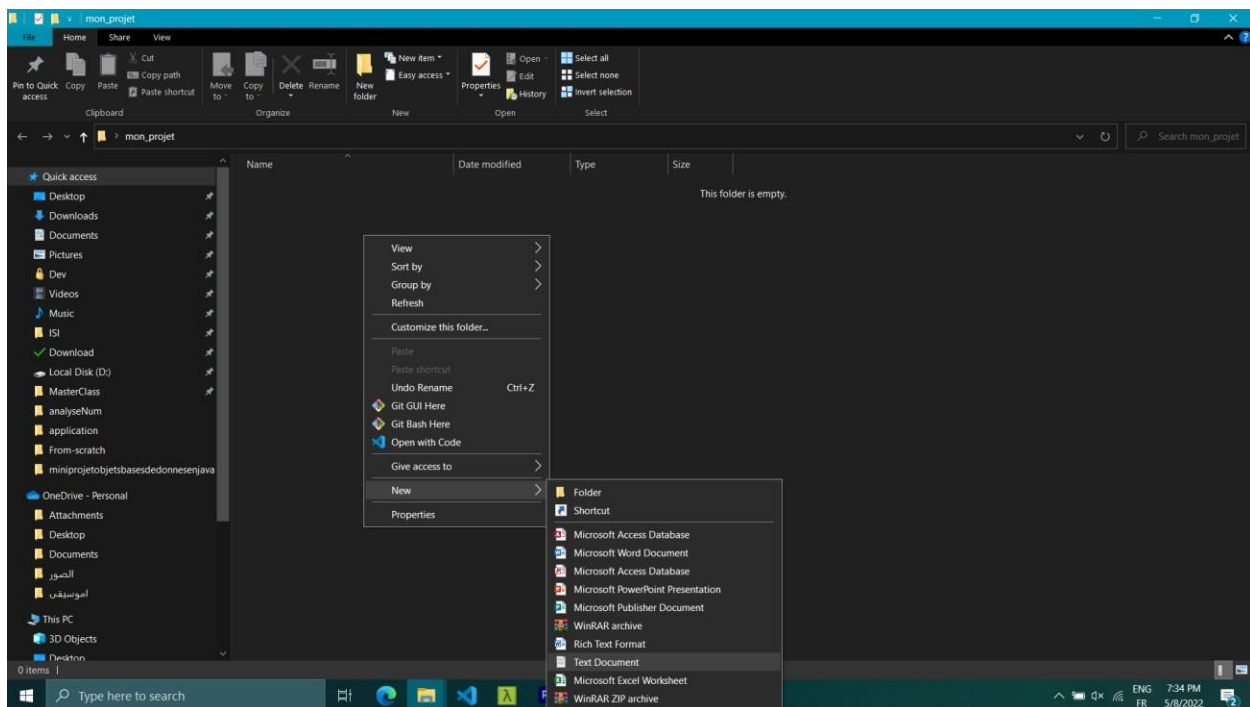 mon_projet
File Home Share View
Pin to Quick access
Copy
Paste
Cut
Copy path
Paste shortcut
Clipboard
Move to
Copy to
Delete
Rename
Organize
New folder
New item
Easy access
New
Properties
Open
Edit
History
Open
Select all
Select none
Invert selection
Select
mon_projet
Search mon_projet
Name Date modified Type Size
This folder is empty.
Quick access
Desktop
Downloads
Documents
Pictures
Dev
Videos
Music
ISI
Download
Local Disk (D:)
MasterClass
analyseNum
application
From-scratch
miniprojetobjetsbasesdedonnesenjava
OneDrive - Personal
Attachments
Desktop
Documents
الصور
اموسيقى
This PC
3D Objects
Desktop
View
Sort by
Group by
Refresh
Customize this folder...
Paste
Paste shortcut
Undo Rename Ctrl+Z
Git GUI Here
Git Bash Here
Open with Code
Give access to
New
Properties
Folder
Shortcut
Microsoft Access Database
Microsoft Word Document
Microsoft Access Database
Microsoft PowerPoint Presentation
Microsoft Publisher Document
WinRAR archive
Rich Text Format
Text Document
Microsoft Excel Worksheet
WinRAR ZIP archive
0 items
Type here to search
ENG
FR
7:34 PM
5/8/2022
2